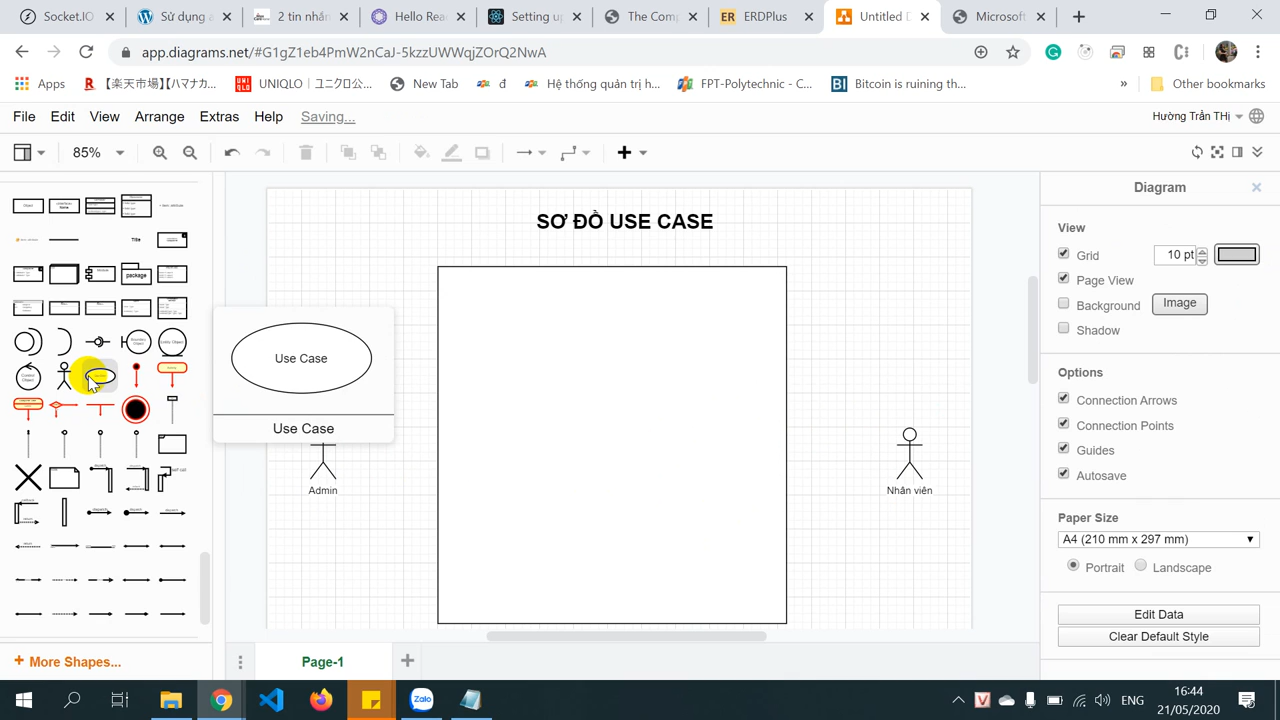 Socket.IO
Sử dụng a
2 tin nhắn
Hello Rea
Setting up
The Comp
ERDPlus
Untitled D
Microsoft
app.diagrams.net/#G1gZ1eb4PmW2nCaJ-5kzzUWWqjZOrQ2NwA
Apps
【楽天市場】【ハマナカ...
UNIQLO｜ユニクロ公...
New Tab
đ
Hệ thống quản trị h...
FPT-Polytechnic - C...
Bitcoin is ruining th...
Other bookmarks
File
Edit
View
Arrange
Extras
Help
Saving...
Hường Trần THị
85%
Title
package
Use Case
Use Case
SƠ ĐỒ USE CASE
Admin
Nhân viên
Diagram
View
Grid
10 pt
Page View
Background
Image
Shadow
Options
Connection Arrows
Connection Points
Guides
Autosave
Paper Size
A4 (210 mm x 297 mm)
Portrait
Landscape
Edit Data
Clear Default Style
More Shapes...
Page-1
Zalo
ENG
16:44
21/05/2020